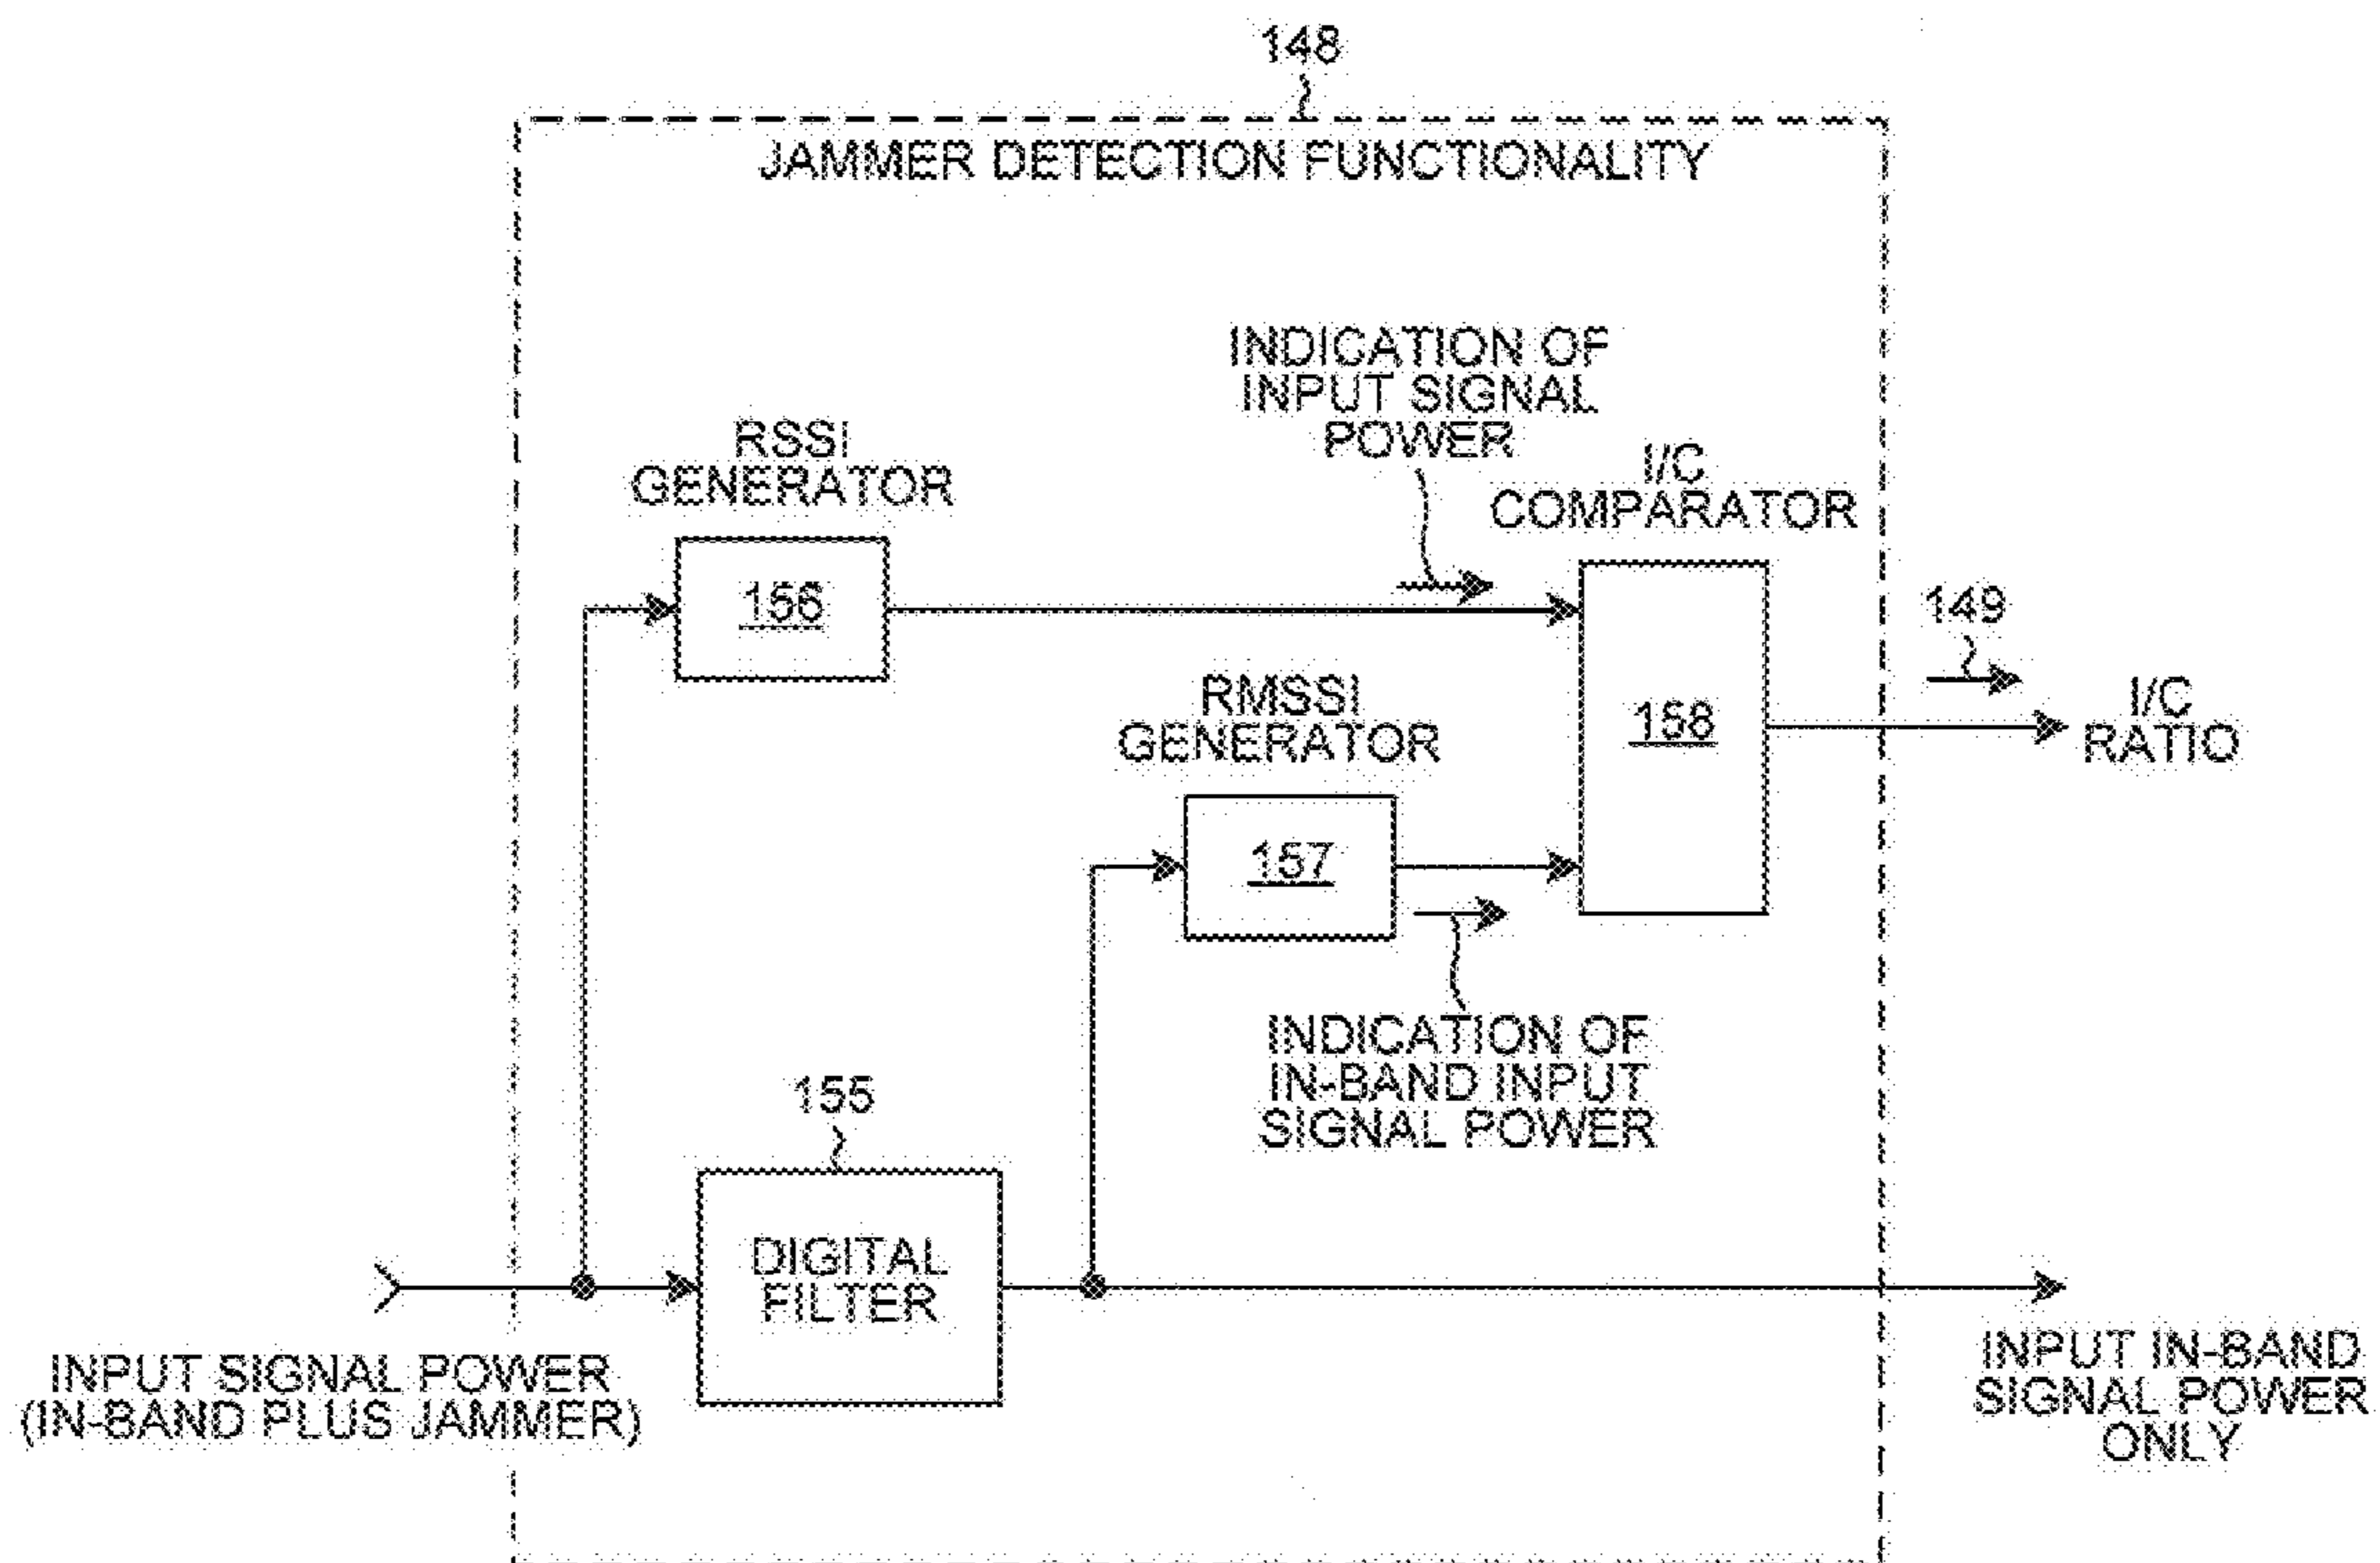 148
JAMMER DETECTION FUNCTIONALITY
INDICATION OF
INPUT SIGNAL
POWER
RSSI
GENERATOR
I/C
COMPARATOR
156
149
RMSSI
GENERATOR
158
I/C
RATIO
157
INDICATION OF
IN-BAND INPUT
SIGNAL POWER
155
DIGITAL
FILTER
INPUT SIGNAL POWER
(IN-BAND PLUS JAMMER)
INPUT IN-BAND
SIGNAL POWER
ONLY